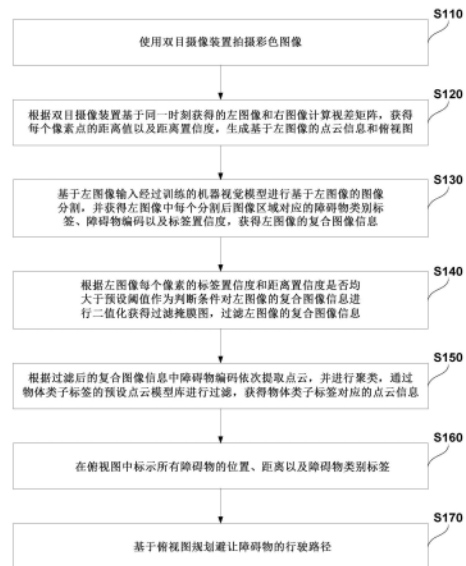 S110
使用双目摄像装置拍摄彩色图像
S120
根据双目摄像装置基于同一时刻获得的左图像和右图像计算视差矩阵，获得
每个像素点的距离值以及距离置信度，生成基于左图像的点云信息和俯视图
S130
基于左图像输入经过训练的机器视觉模型进行基于左图像的图像
分割，并获得左图像中每个分割后图像区域对应的障碍物类别标
签、障碍物编码以及标签置信度，获得左图像的复合图像信息
S140
根据左图像每个像素的标签置信度和距离置信度是否均
大于预设阈值作为判断条件对左图像的复合图像信息进
行二值化获得过滤掩膜图，过滤左图像的复合图像信息
S150
根据过滤后的复合图像信息中障碍物编码依次提取点云，并进行聚类，通过
物体类子标签的预设点云模型库进行过滤，获得物体类子标签对应的点云信息
S160
在俯视图中标示所有障碍物的位置、距离以及障碍物类别标签
S170
基于俯视图规划避让障碍物的行驶路径